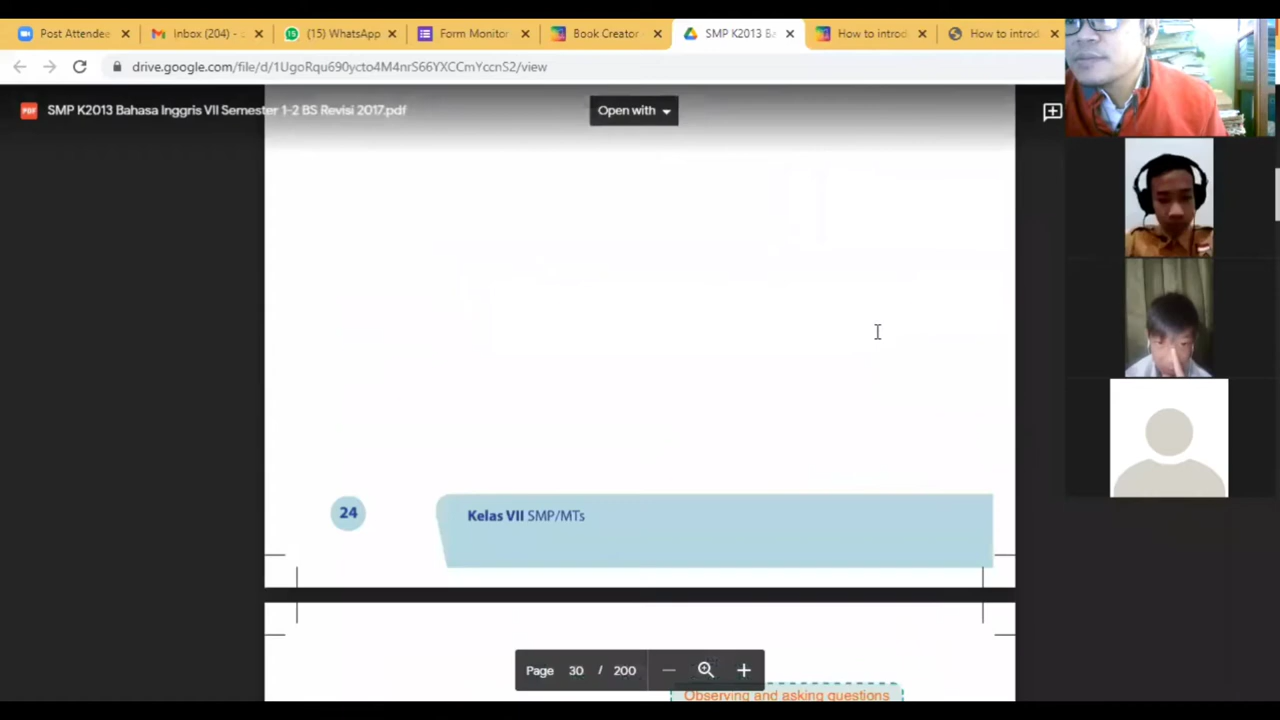 Post Attendee
Inbox (204) -
(15) WhatsApp
Form Monitor
Book Creator
SMP K2013 Ba
How to introd
How to introd
drive.google.com/file/d/1UgoRqu690ycto4M4nrS66YXCCmYccnS2/view
PDF
SMP K2013 Bahasa Inggris VII Semester 1-2 BS Revisi 2017.pdf
Open with
24
Kelas VII SMP/MTs
Page 30 / 200
Observing and asking questions